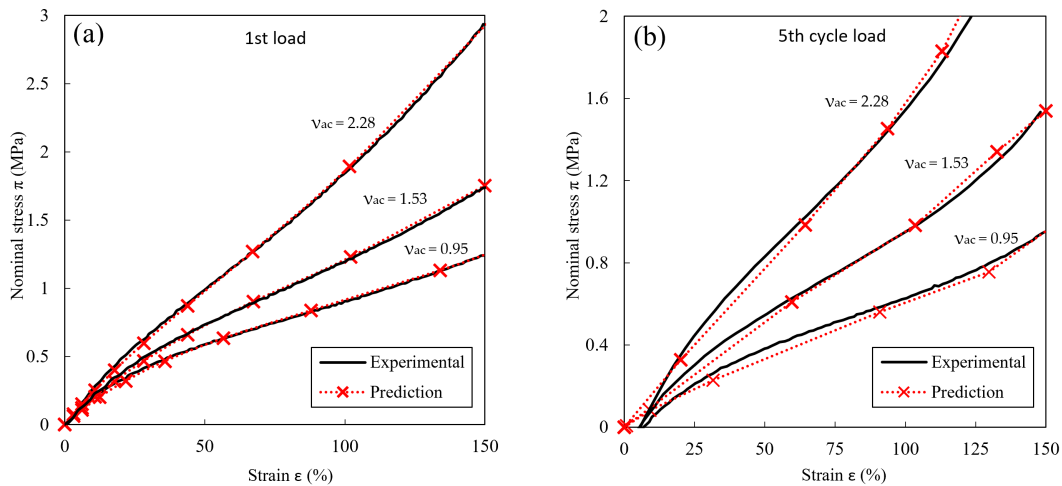 (a)
1st load
3
2.5
2
1.5
1
0.5
0
νac = 2.28
νac = 1.53
νac = 0.95
Experimental
Prediction
0
50
100
150
Strain ε (%)
Nominal stress π (MPa)
(b)
5th cycle load
2
1.6
1.2
0.8
0.4
0
νac = 2.28
νac = 1.53
νac = 0.95
Experimental
Prediction
0
25
50
75
100
125
150
Strain ε (%)
Nominal stress π (MPa)